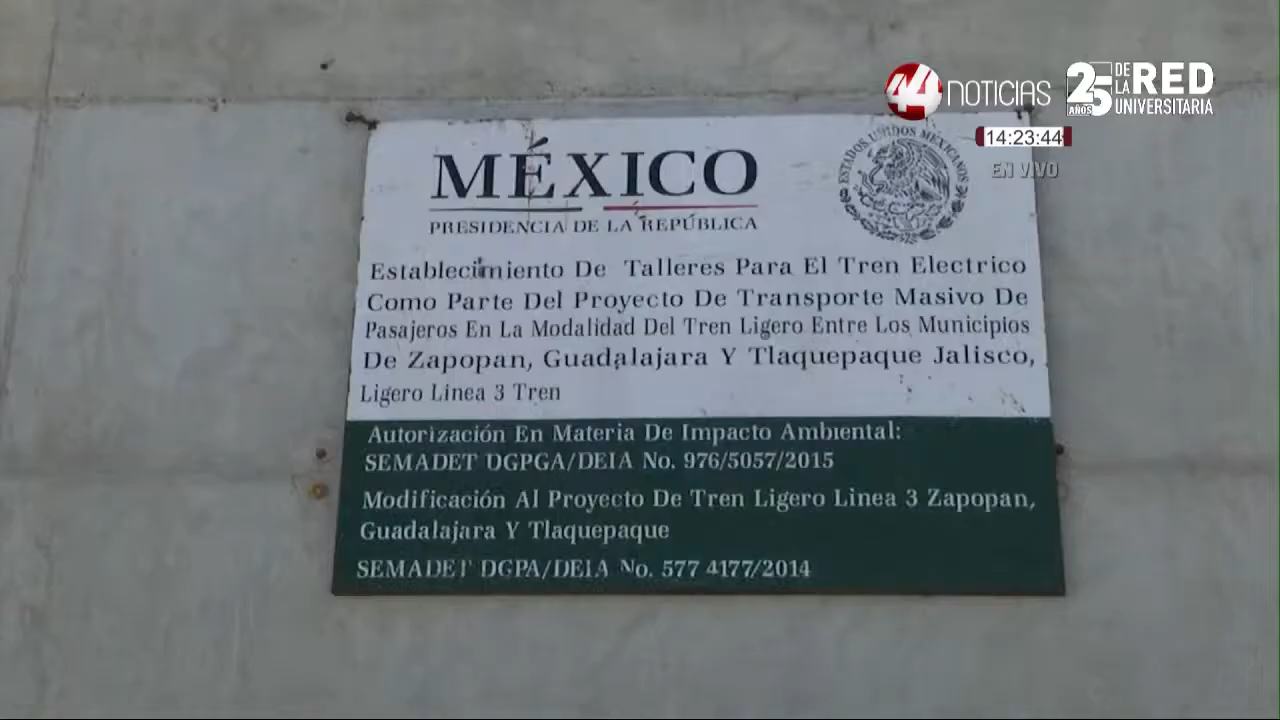 44 NOTICIAS
25 AÑOS DE LA RED UNIVERSITARIA
14:23:44
EN VIVO
MÉXICO
PRESIDENCIA DE LA REPÚBLICA
ESTADOS UNIDOS MEXICANOS
Establecimiento De Talleres Para El Tren Electrico
Como Parte Del Proyecto De Transporte Masivo De
Pasajeros En La Modalidad Del Tren Ligero Entre Los Municipios
De Zapopan, Guadalajara Y Tlaquepaque Jalisco,
Ligero Linea 3 Tren
Autorización En Materia De Impacto Ambiental:
SEMADET DGPGA/DEIA No. 976/5057/2015
Modificación Al Proyecto De Tren Ligero Linea 3 Zapopan,
Guadalajara Y Tlaquepaque
SEMADET DGPA/DEIA No. 577 4177/2014